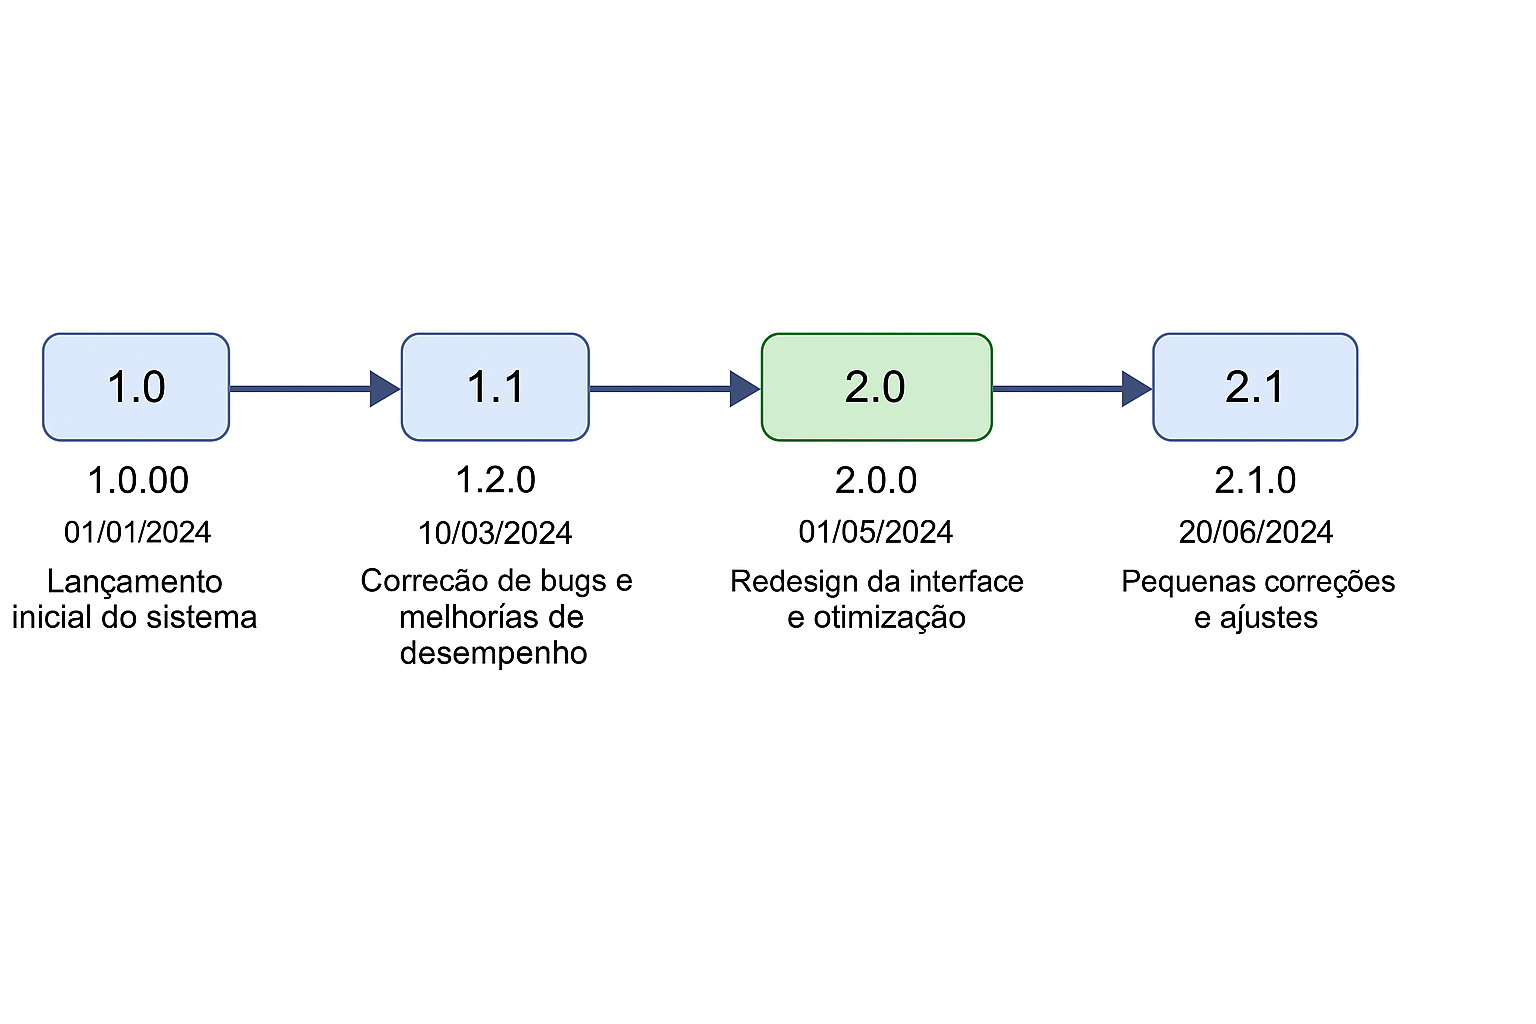 1.0
1.1
2.0
2.1
1.0.00
1.2.0
2.0.0
2.1.0
01/01/2024
10/03/2024
01/05/2024
20/06/2024
Lançamento
inicial do sistema
Correcão de bugs e
melhorías de
desempenho
Redesign da interface
e otimização
Pequenas correções
e ajústes